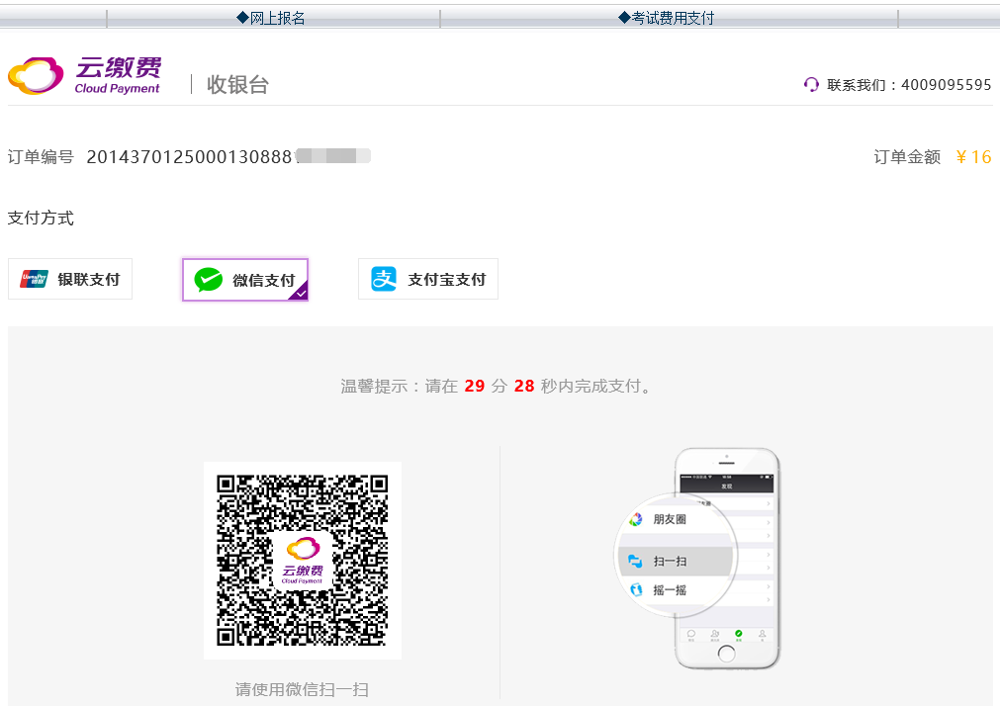 ◆网上报名 ◆考试费用支付
云缴费
Cloud Payment
收银台
联系我们：4009095595
订单编号 2014370125000130888
订单金额 ￥16
支付方式
银联支付 微信支付 支付宝支付
温馨提示：请在 29 分 28 秒内完成支付。
发现
朋友圈
扫一扫
摇一摇
云缴费
Cloud Payment
请使用微信扫一扫